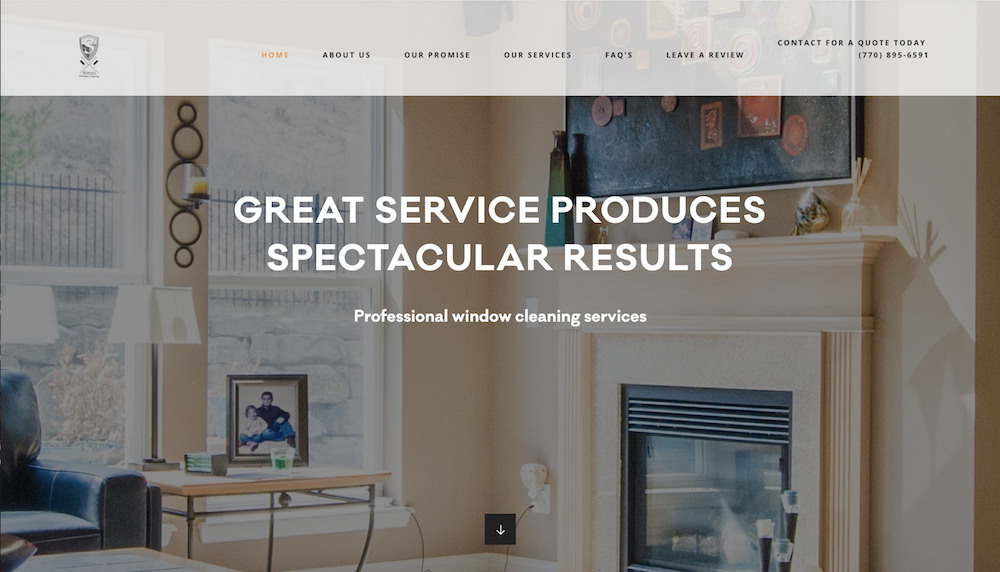 HOME
ABOUT US
OUR PROMISE
OUR SERVICES
FAQ'S
LEAVE A REVIEW
CONTACT FOR A QUOTE TODAY
(770) 895-6591
GREAT SERVICE PRODUCES
SPECTACULAR RESULTS
Professional window cleaning services